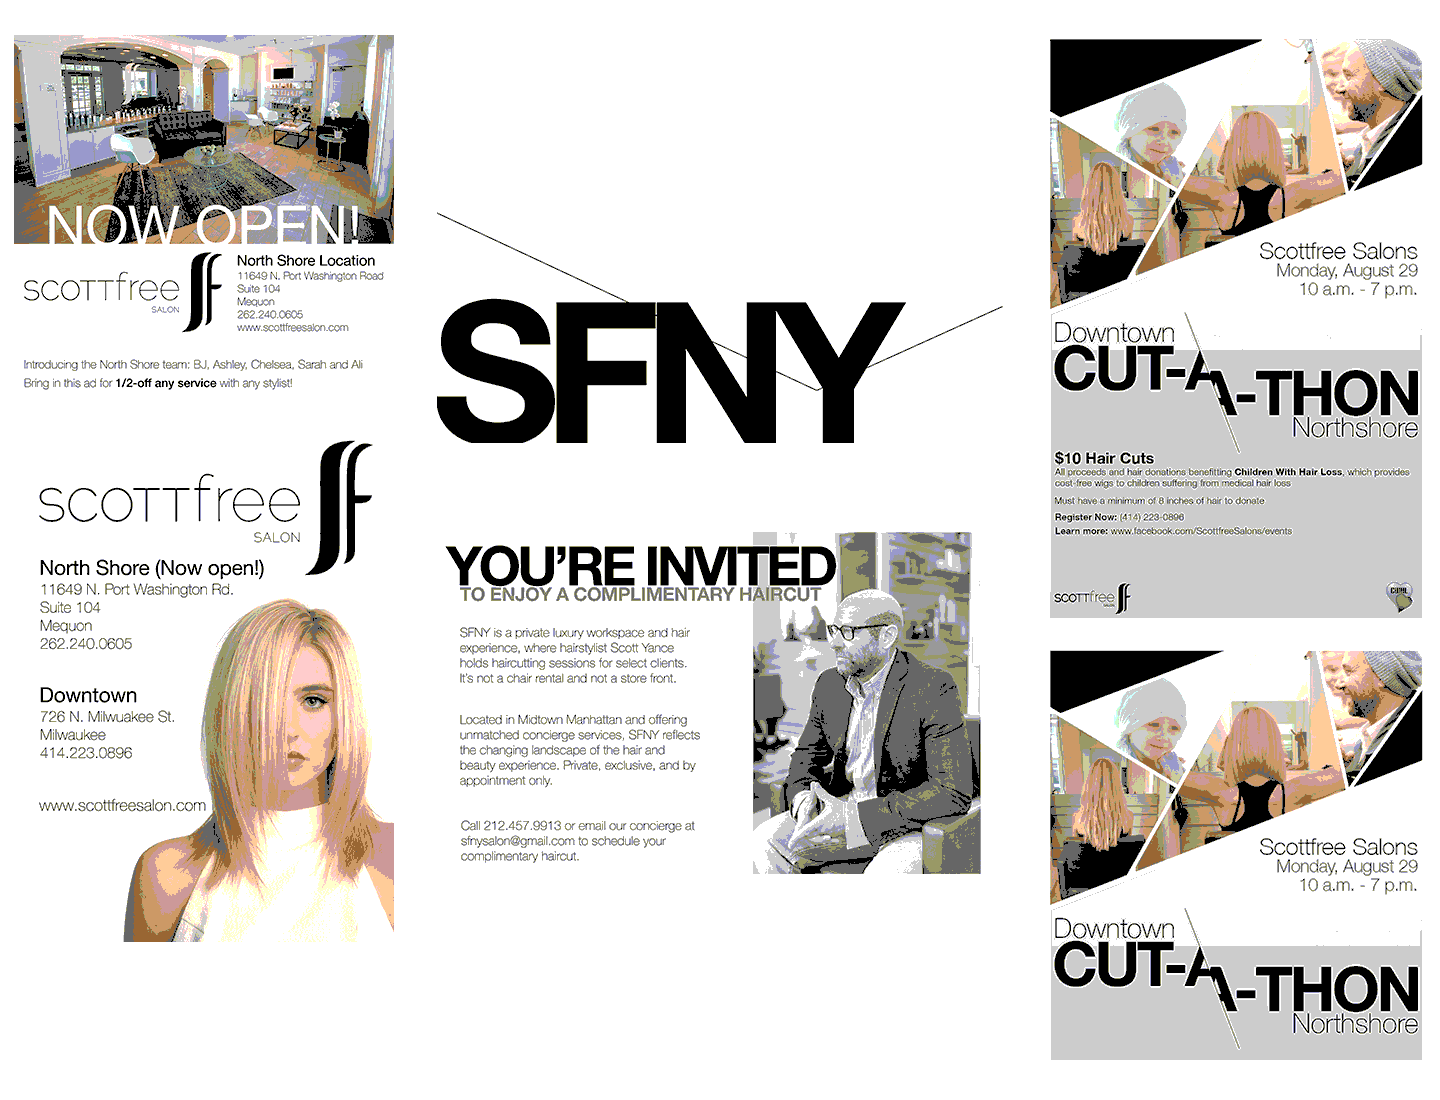 NOW OPEN!
scottfree
SALON
North Shore Location
11649 N. Port Washington Road
Suite 104
Mequon
262.240.0605
www.scottfreesalon.com
Introducing the North Shore team: BJ, Ashley, Chelsea, Sarah and Ali
Bring in this ad for 1/2-off any service with any stylist!
scottfree
SALON
North Shore (Now open!)
11649 N. Port Washington Rd.
Suite 104
Mequon
262.240.0605
Downtown
726 N. Milwuakee St.
Milwaukee
414.223.0896
www.scottfreesalon.com
SFNY
YOU'RE INVITED
TO ENJOY A COMPLIMENTARY HAIRCUT
SFNY is a private luxury workspace and hair
experience, where hairstylist Scott Yance
holds haircutting sessions for select clients.
It's not a chair rental and not a store front.
Located in Midtown Manhattan and offering
unmatched concierge services, SFNY reflects
the changing landscape of the hair and
beauty experience. Private, exclusive, and by
appointment only.
Call 212.457.9913 or email our concierge at
sfnysalon@gmail.com to schedule your
complimentary haircut.
Scottfree Salons
Monday, August 29
10 a.m. - 7 p.m.
Downtown
CUT-A-THON
Northshore
$10 Hair Cuts
All proceeds and hair donations benefitting Children With Hair Loss, which provides
cost-free wigs to children suffering from medical hair loss
Must have a minimum of 8 inches of hair to donate
Register Now: (414) 223-0896
Learn more: www.facebook.com/ScottfreeSalons/events
scottfree
SALON
Scottfree Salons
Monday, August 29
10 a.m. - 7 p.m.
Downtown
CUT-A-THON
Northshore